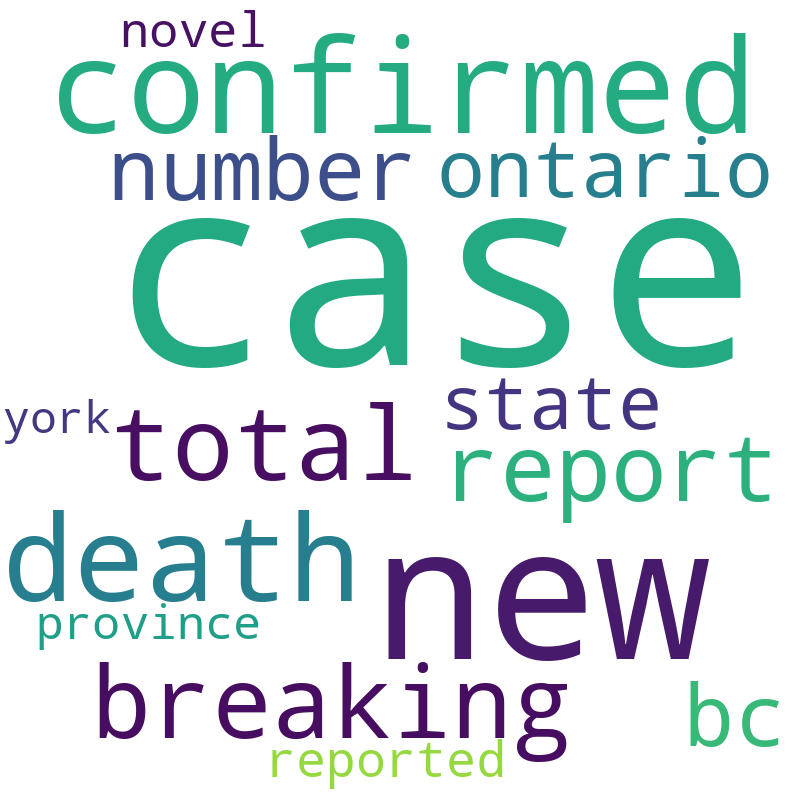 novel
confirmed
number ontario
case
state
york total
report
death
new
province
breaking
bc
reported